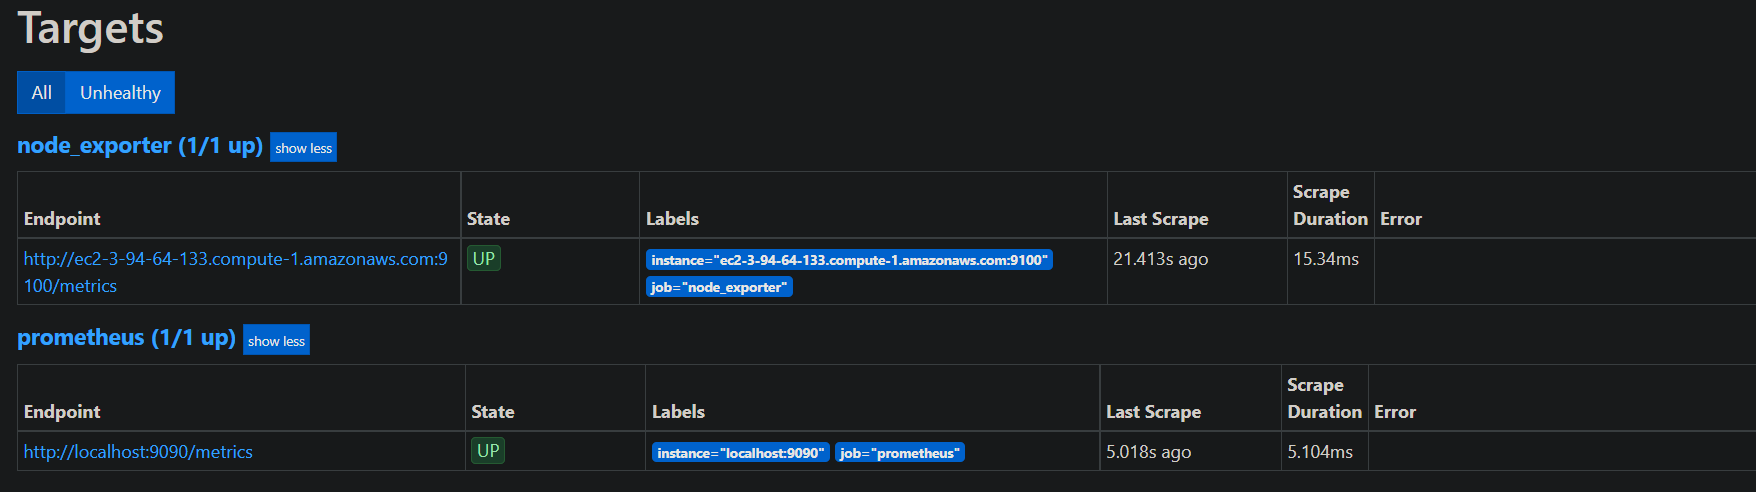 Targets
All Unhealthy
node_exporter (1/1 up) show less
Endpoint State Labels Last Scrape Scrape Duration Error
http://ec2-3-94-64-133.compute-1.amazonaws.com:9 UP instance="ec2-3-94-64-133.compute-1.amazonaws.com:9100" 21.413s ago 15.34ms
100/metrics job="node_exporter"
prometheus (1/1 up) show less
Endpoint State Labels Last Scrape Scrape Duration Error
http://localhost:9090/metrics UP instance="localhost:9090" job="prometheus" 5.018s ago 5.104ms